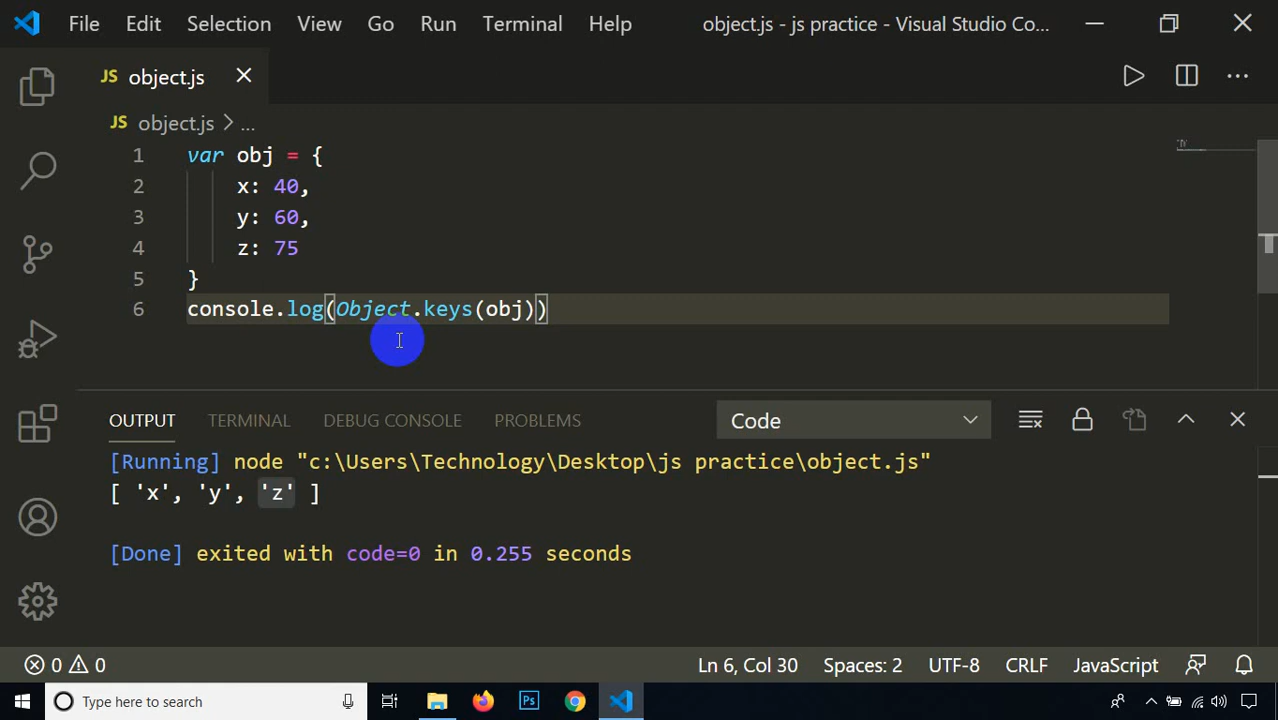 File Edit Selection View Go Run Terminal Help object.js - js practice - Visual Studio Co...
JS object.js
JS object.js > ...
1 var obj = {
2 x: 40,
3 y: 60,
4 z: 75
5 }
6 console.log(Object.keys(obj))
OUTPUT TERMINAL DEBUG CONSOLE PROBLEMS Code
[Running] node "c:\Users\Technology\Desktop\js practice\object.js"
[ 'x', 'y', 'z' ]
[Done] exited with code=0 in 0.255 seconds
0 0 Ln 6, Col 30 Spaces: 2 UTF-8 CRLF JavaScript
Type here to search Ps